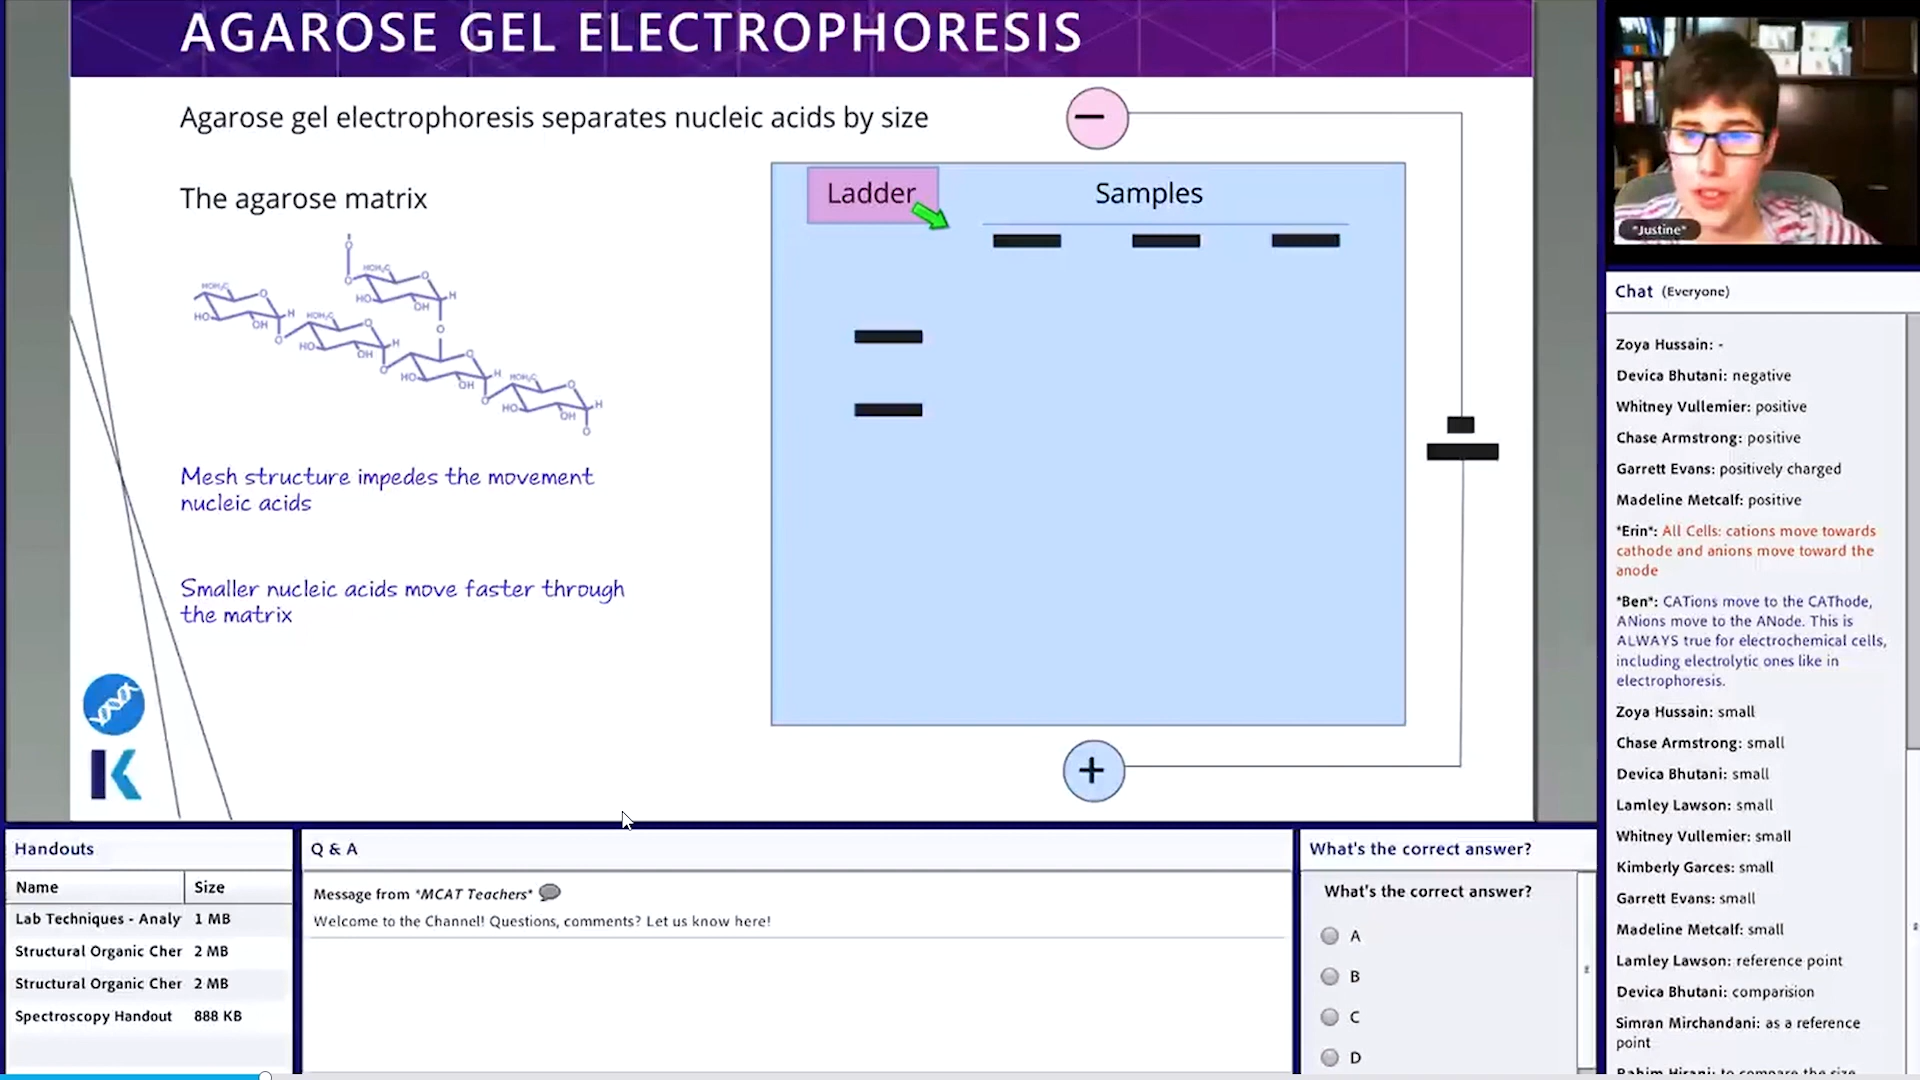 AGAROSE GEL ELECTROPHORESIS
Agarose gel electrophoresis separates nucleic acids by size
The agarose matrix
Mesh structure impedes the movement
nucleic acids
Smaller nucleic acids move faster through
the matrix
−
Ladder
Samples
+
*Justine*
Chat (Everyone)
Zoya Hussain: -
Devica Bhutani: negative
Whitney Vullemier: positive
Chase Armstrong: positive
Garrett Evans: positively charged
Madeline Metcalf: positive
*Erin*: All Cells: cations move towards
cathode and anions move toward the
anode
*Ben*: CATions move to the CAThode,
ANions move to the ANode. This is
ALWAYS true for electrochemical cells,
including electrolytic ones like in
electrophoresis.
Zoya Hussain: small
Chase Armstrong: small
Devica Bhutani: small
Lamley Lawson: small
Whitney Vullemier: small
Kimberly Garces: small
Garrett Evans: small
Madeline Metcalf: small
Lamley Lawson: reference point
Devica Bhutani: comparision
Simran Mirchandani: as a reference
point
Rahim Hirani: to compare the size
Handouts
Name Size
Lab Techniques - Analy 1 MB
Structural Organic Cher 2 MB
Structural Organic Cher 2 MB
Spectroscopy Handout 888 KB
Q & A
Message from *MCAT Teachers*
Welcome to the Channel! Questions, comments? Let us know here!
What's the correct answer?
What's the correct answer?
A
B
C
D